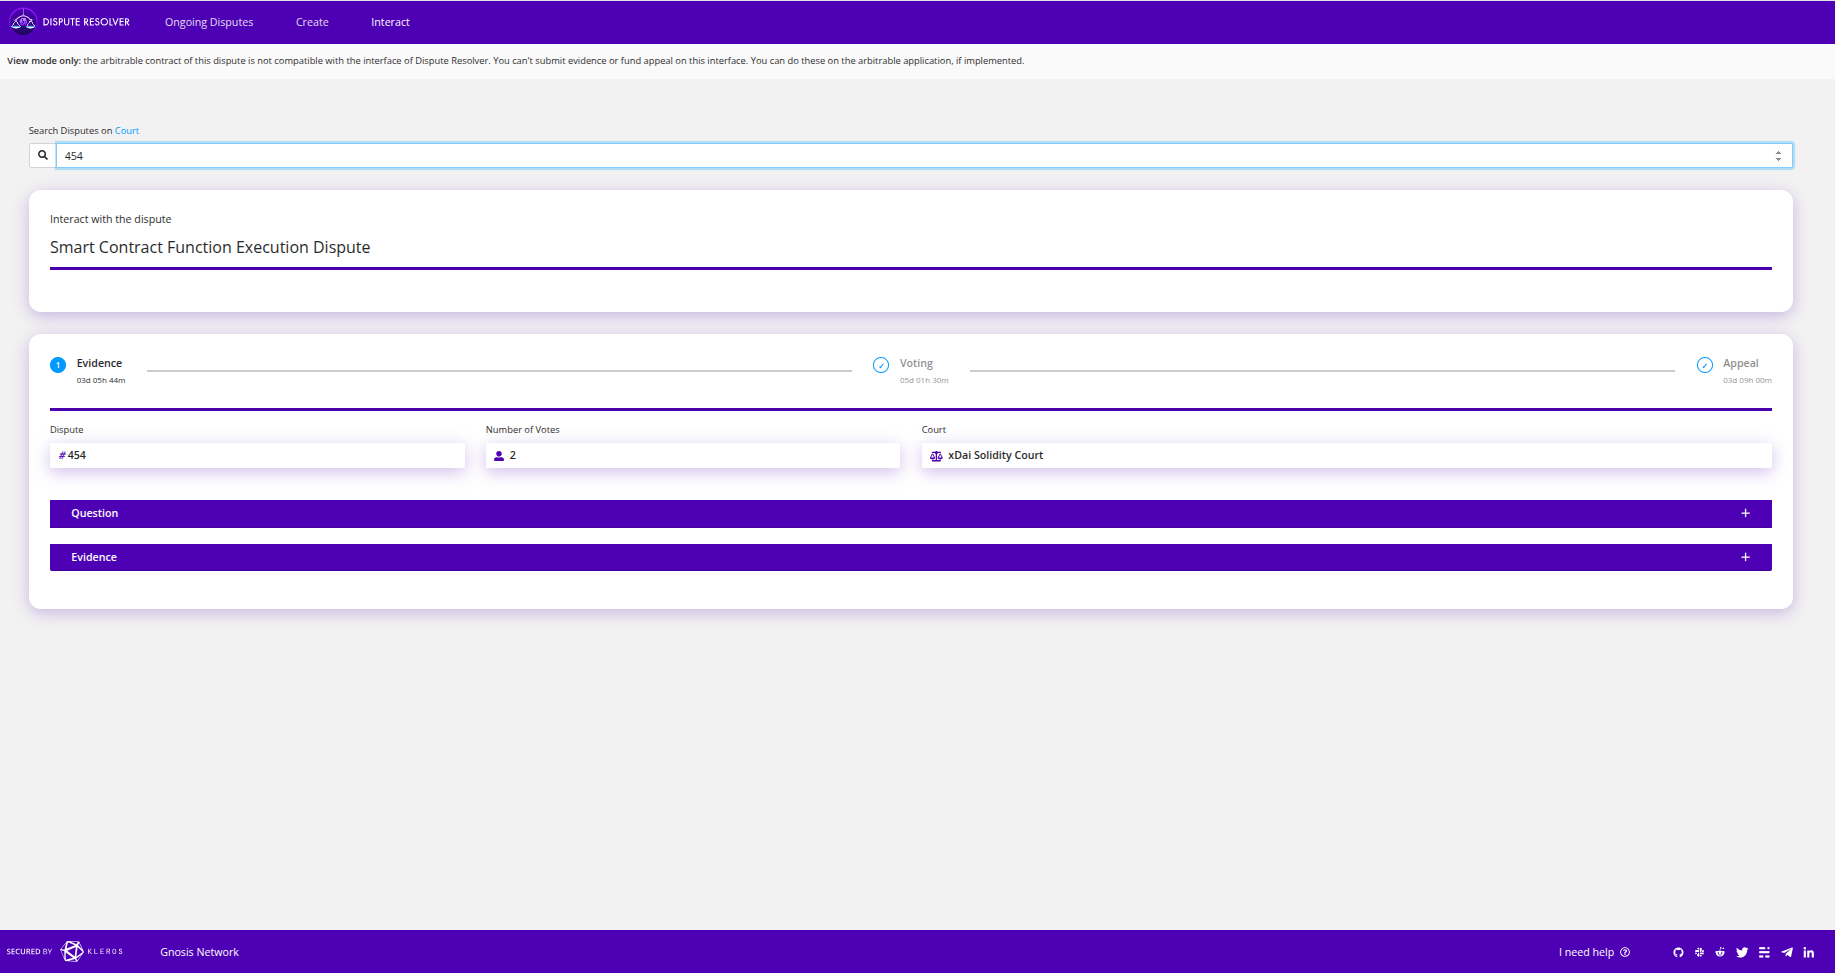 DISPUTE RESOLVER Ongoing Disputes Create Interact
View mode only: the arbitrable contract of this dispute is not compatible with the interface of Dispute Resolver. You can't submit evidence or fund appeal on this interface. You can do these on the arbitrable application, if implemented.
Search Disputes on Court
454
Interact with the dispute
Smart Contract Function Execution Dispute
1 Evidence Voting Appeal
03d 05h 44m 05d 01h 30m 03d 09h 00m
Dispute Number of Votes Court
#454 2 xDai Solidity Court
Question +
Evidence +
SECURED BY KLEROS Gnosis Network I need help